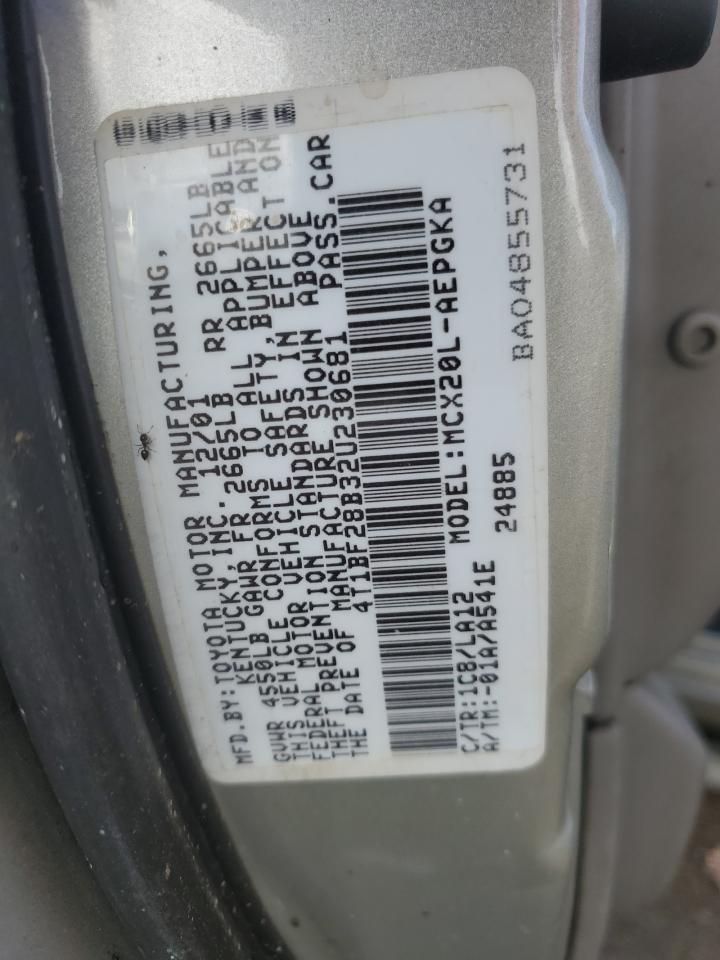 MFD.BY:TOYOTA MOTOR MANUFACTURING,
KENTUCKY,INC. 12/01
GVWR 4550LB GAWR FR 2665LB RR 2665LB
THIS VEHICLE CONFORMS TO ALL APPLICABLE
FEDERAL MOTOR VEHICLE SAFETY,BUMPER AND
THEFT PREVENTION STANDARDS IN EFFECT ON
THE DATE OF MANUFACTURE SHOWN ABOVE
4T1BF28B32U230681 PASS.CAR
C/TR:1C8/LA12 MODEL:MCX20L-AEPGKA
A/TM:-01A/A541E
24885 BA04855731